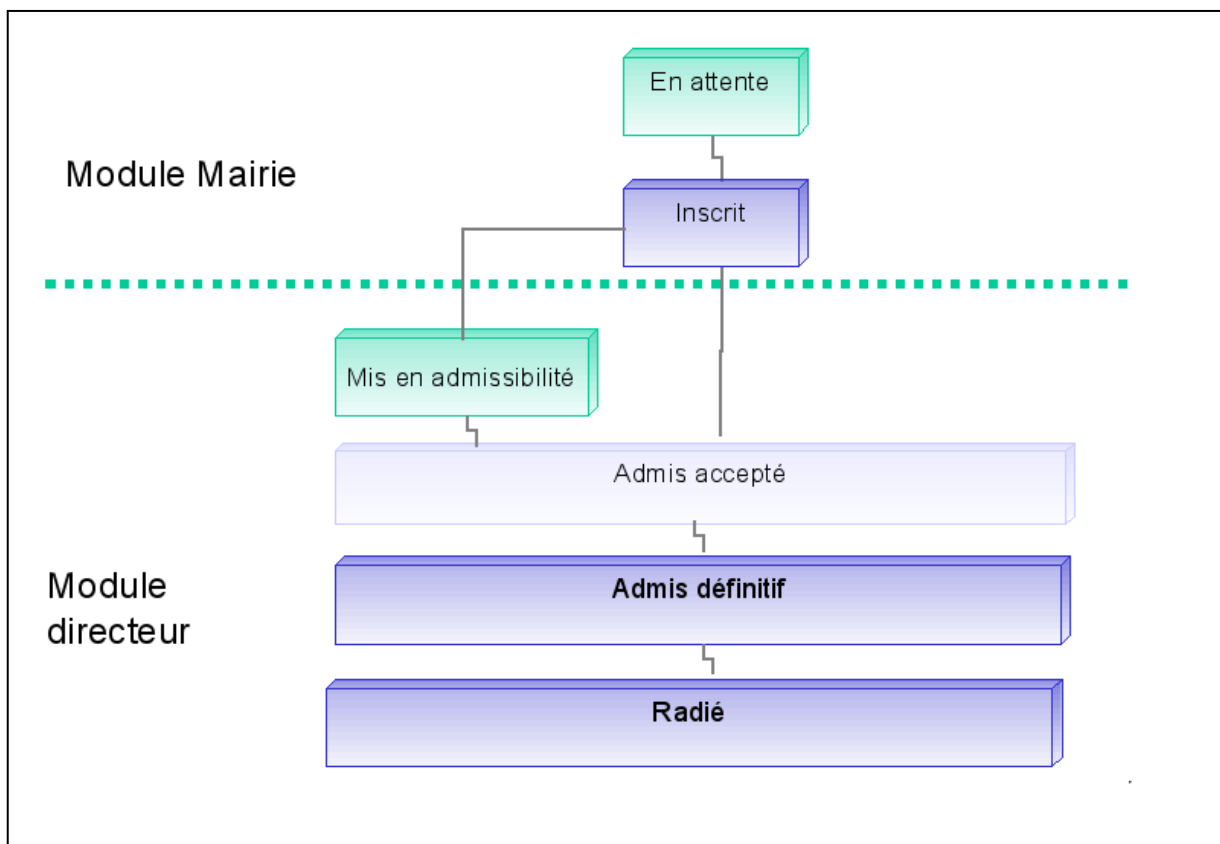 En attente
Module Mairie
Inscrit
Mis en admissibilité
Admis accepté
Module
directeur
Admis définitif
Radié